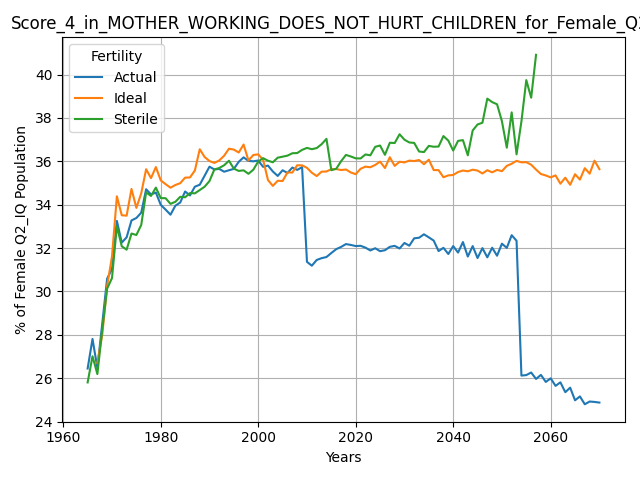 Score_4_in_MOTHER_WORKING_DOES_NOT_HURT_CHILDREN_for_Female_Q2
Fertility
Actual
Ideal
Sterile
% of Female Q2_IQ Population
40
38
36
34
32
30
28
26
24
1960
1980
2000
2020
2040
2060
Years